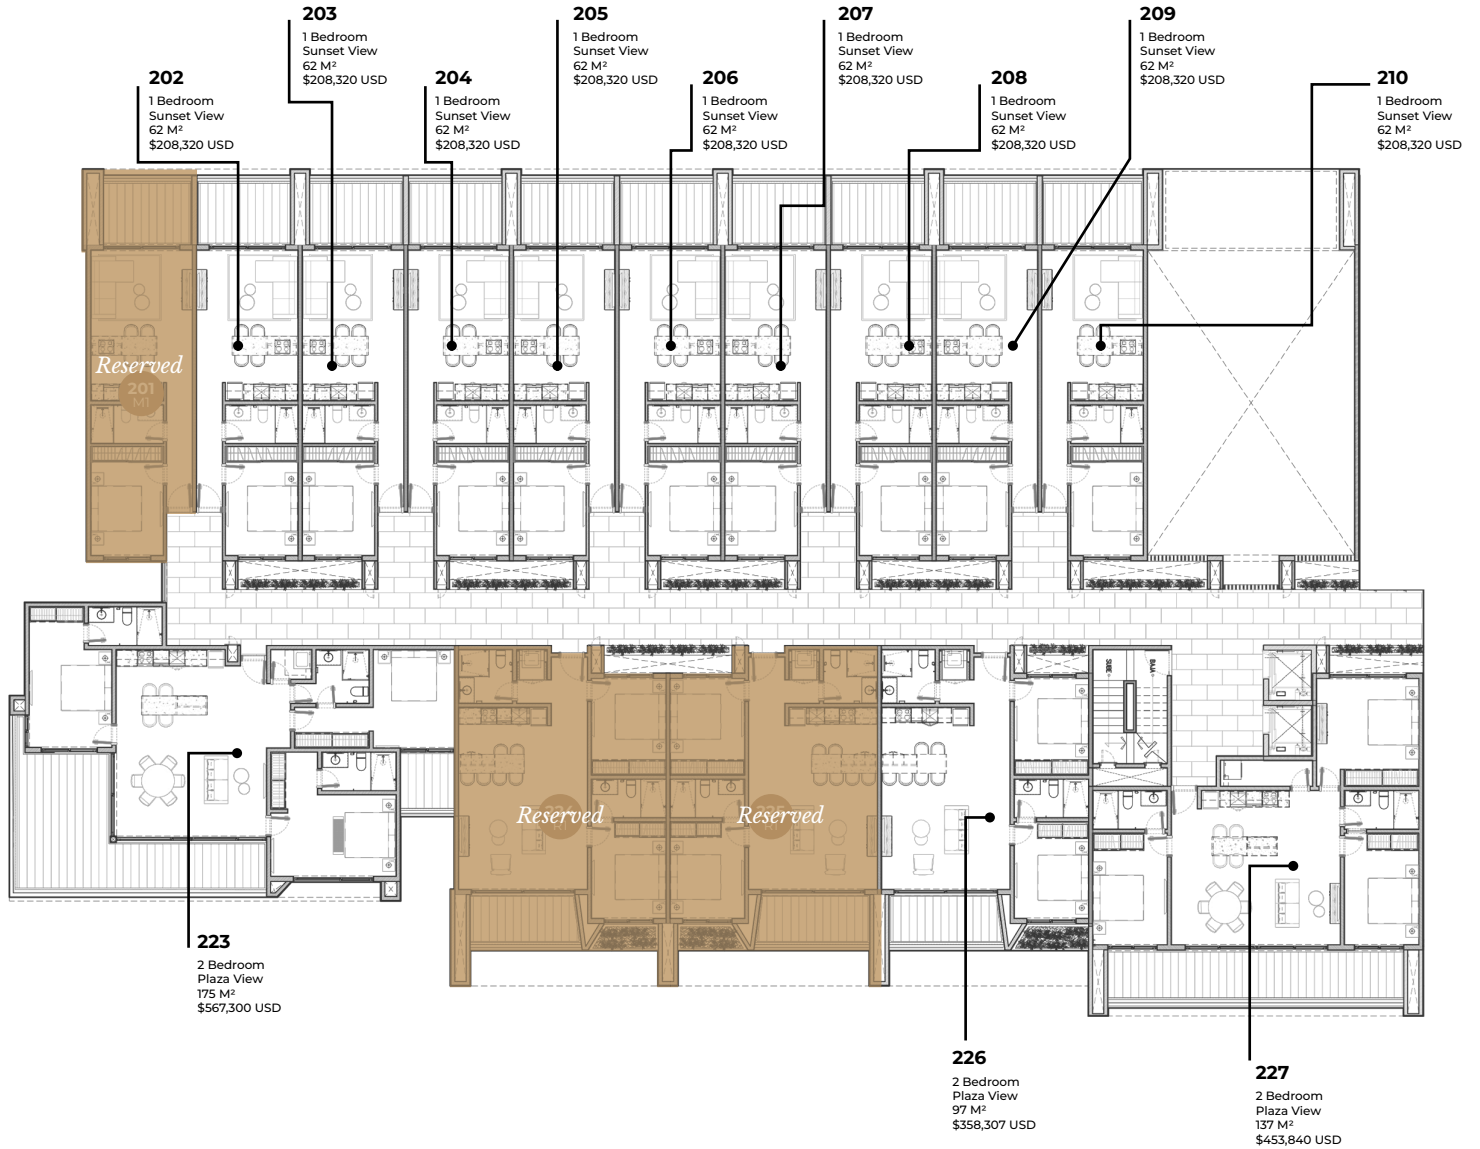 203
1 Bedroom
Sunset View
62 M²
$208,320 USD
205
1 Bedroom
Sunset View
62 M²
$208,320 USD
207
1 Bedroom
Sunset View
62 M²
$208,320 USD
209
1 Bedroom
Sunset View
62 M²
$208,320 USD
202
1 Bedroom
Sunset View
62 M²
$208,320 USD
204
1 Bedroom
Sunset View
62 M²
$208,320 USD
206
1 Bedroom
Sunset View
62 M²
$208,320 USD
208
1 Bedroom
Sunset View
62 M²
$208,320 USD
210
1 Bedroom
Sunset View
62 M²
$208,320 USD
Reserved
201
M1
SUBE
BAJA
Reserved
Reserved
223
2 Bedroom
Plaza View
175 M²
$567,300 USD
226
2 Bedroom
Plaza View
97 M²
$358,307 USD
227
2 Bedroom
Plaza View
137 M²
$453,840 USD